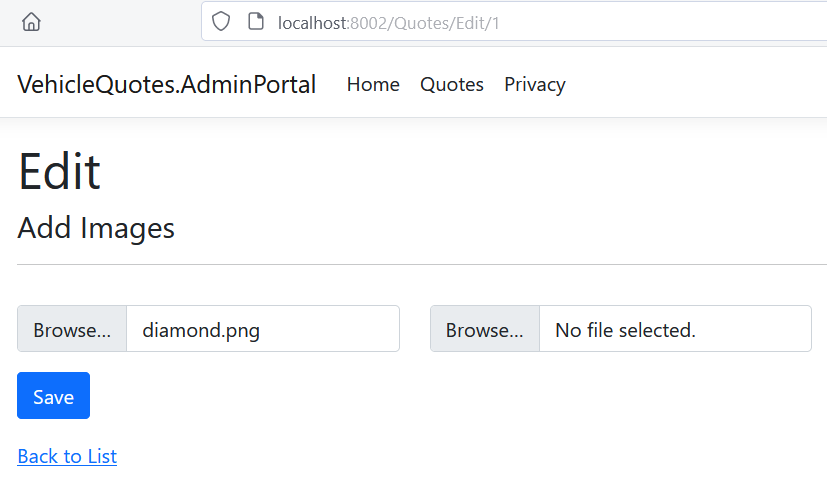 localhost:8002/Quotes/Edit/1
VehicleQuotes.AdminPortal Home Quotes Privacy
Edit
Add Images
Browse... diamond.png Browse... No file selected.
Save
Back to List